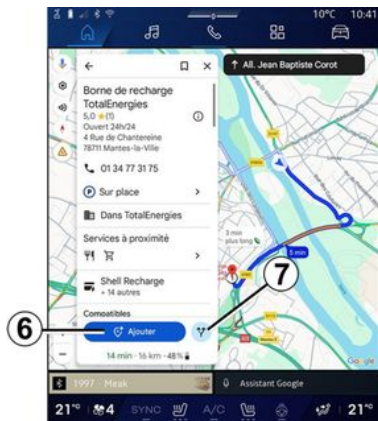 10°C 10:41
↑ All. Jean Baptiste Corot
Borne de recharge
TotalEnergies
5,0 ★ (1)
Ouvert 24h/24
4 Rue de Chantereine
78711 Mantes-la-Ville
01 34 77 31 75
P Sur place
Dans TotalEnergies
Services à proximité
Shell Recharge
+ 14 autres
Compatibles
Ajouter
14 min · 16 km · 48%
3 min
plus long
5 min
6
7
Google
1997 Meak
Assistant Google
21°C 4 SYNC A/C 21°C